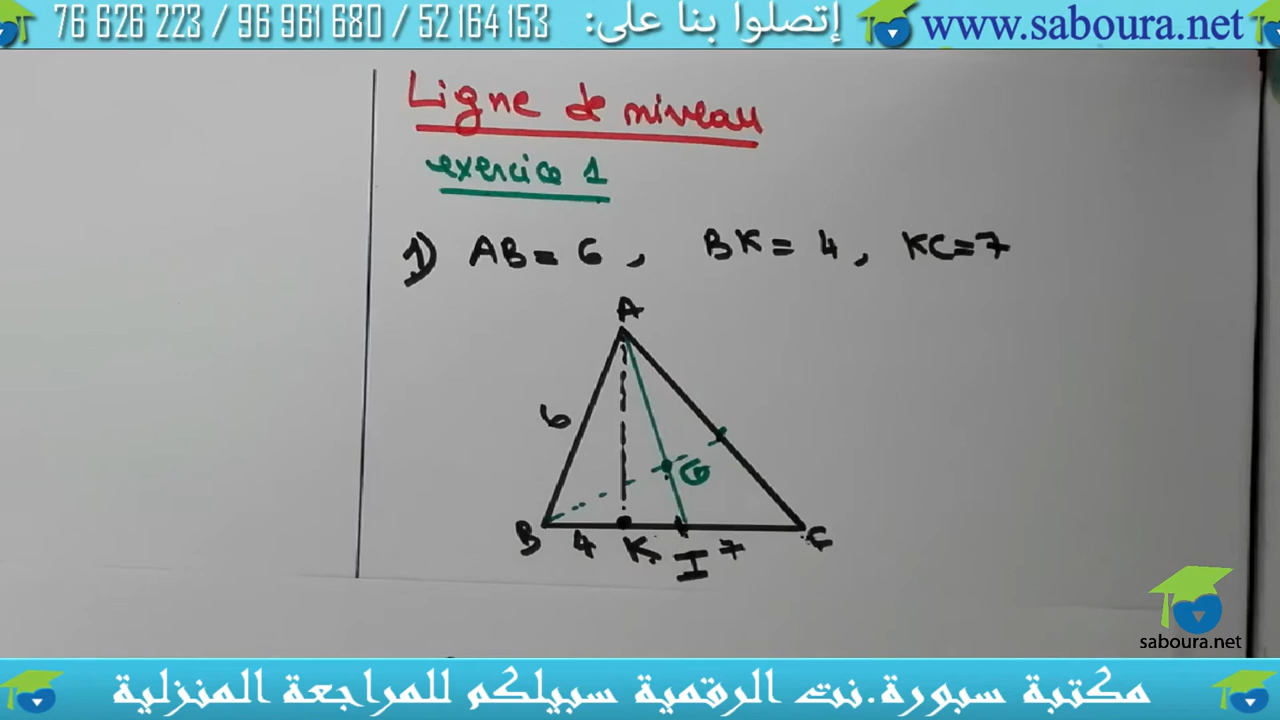 76 626 223 / 96 961 680 / 52 164 153 إتصلوا بنا على: www.saboura.net
Ligne de niveau
exercice 1
1) AB = 6 , BK = 4 , KC = 7
A
6
G
B 4 K I 7 C
saboura.net
مكتبة سبورة.نت الرقمية سبيلكم للمراجعة المنزلية